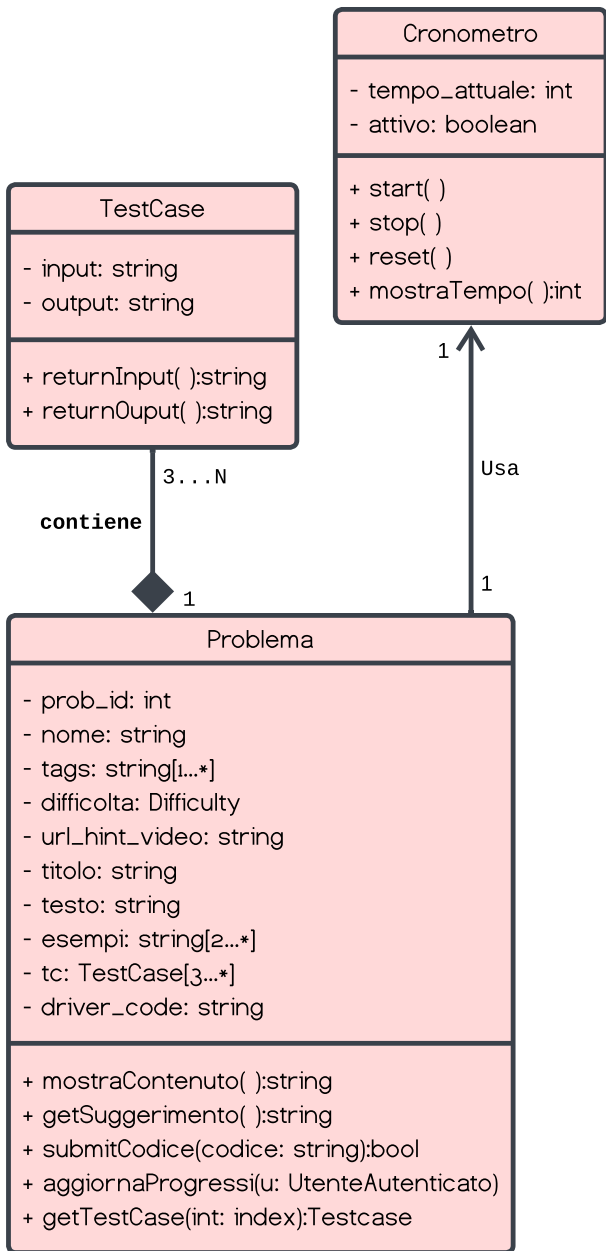 Cronometro
- tempo_attuale: int
- attivo: boolean
+ start( )
+ stop( )
+ reset( )
+ mostraTempo( ):int
TestCase
- input: string
- output: string
+ returnInput( ):string
+ returnOuput( ):string
1
3...N
Usa
contiene
1
1
Problema
- prob_id: int
- nome: string
- tags: string[1...*]
- difficolta: Difficulty
- url_hint_video: string
- titolo: string
- testo: string
- esempi: string[2...*]
- tc: TestCase[3...*]
- driver_code: string
+ mostraContenuto( ):string
+ getSuggerimento( ):string
+ submitCodice(codice: string):bool
+ aggiornaProgressi(u: UtenteAutenticato)
+ getTestCase(int: index):Testcase